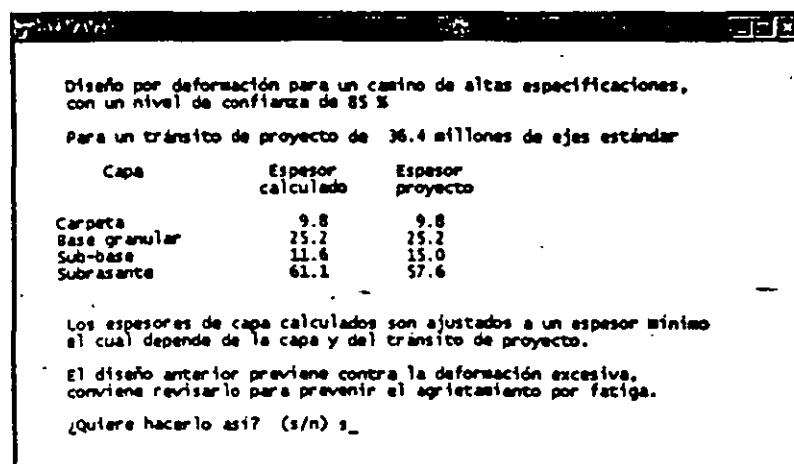 Diseño por deformación para un camino de altas especificaciones,
con un nivel de confianza de 85 %
Para un tránsito de proyecto de 36.4 millones de ejes estándar
Capa Espesor calculado Espesor proyecto
Carpeta 9.8 9.8
Base granular 25.2 25.2
Sub-base 11.6 15.0
Subrasante 61.1 57.6
Los espesores de capa calculados son ajustados a un espesor mínimo
el cual depende de la capa y del tránsito de proyecto.
El diseño anterior previene contra la deformación excesiva,
conviene revisarlo para prevenir el agrietamiento por fatiga.
¿Quiere hacerlo así? (s/n) s_